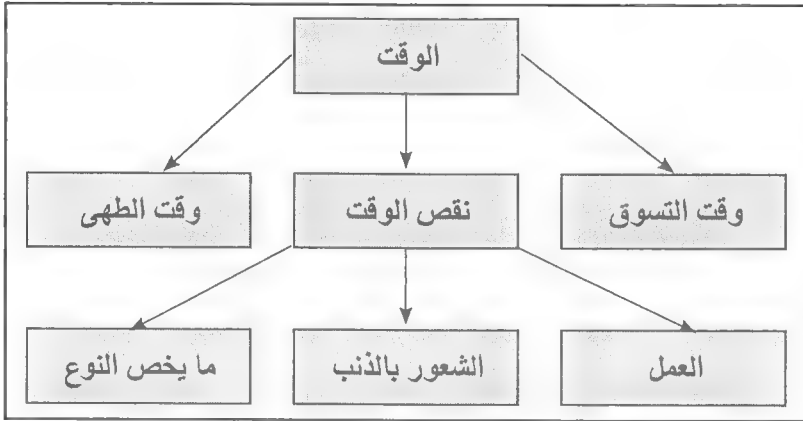 الوقت
وقت التسوق
نقص الوقت
وقت الطهى
العمل
الشعور بالذنب
ما يخص النوع